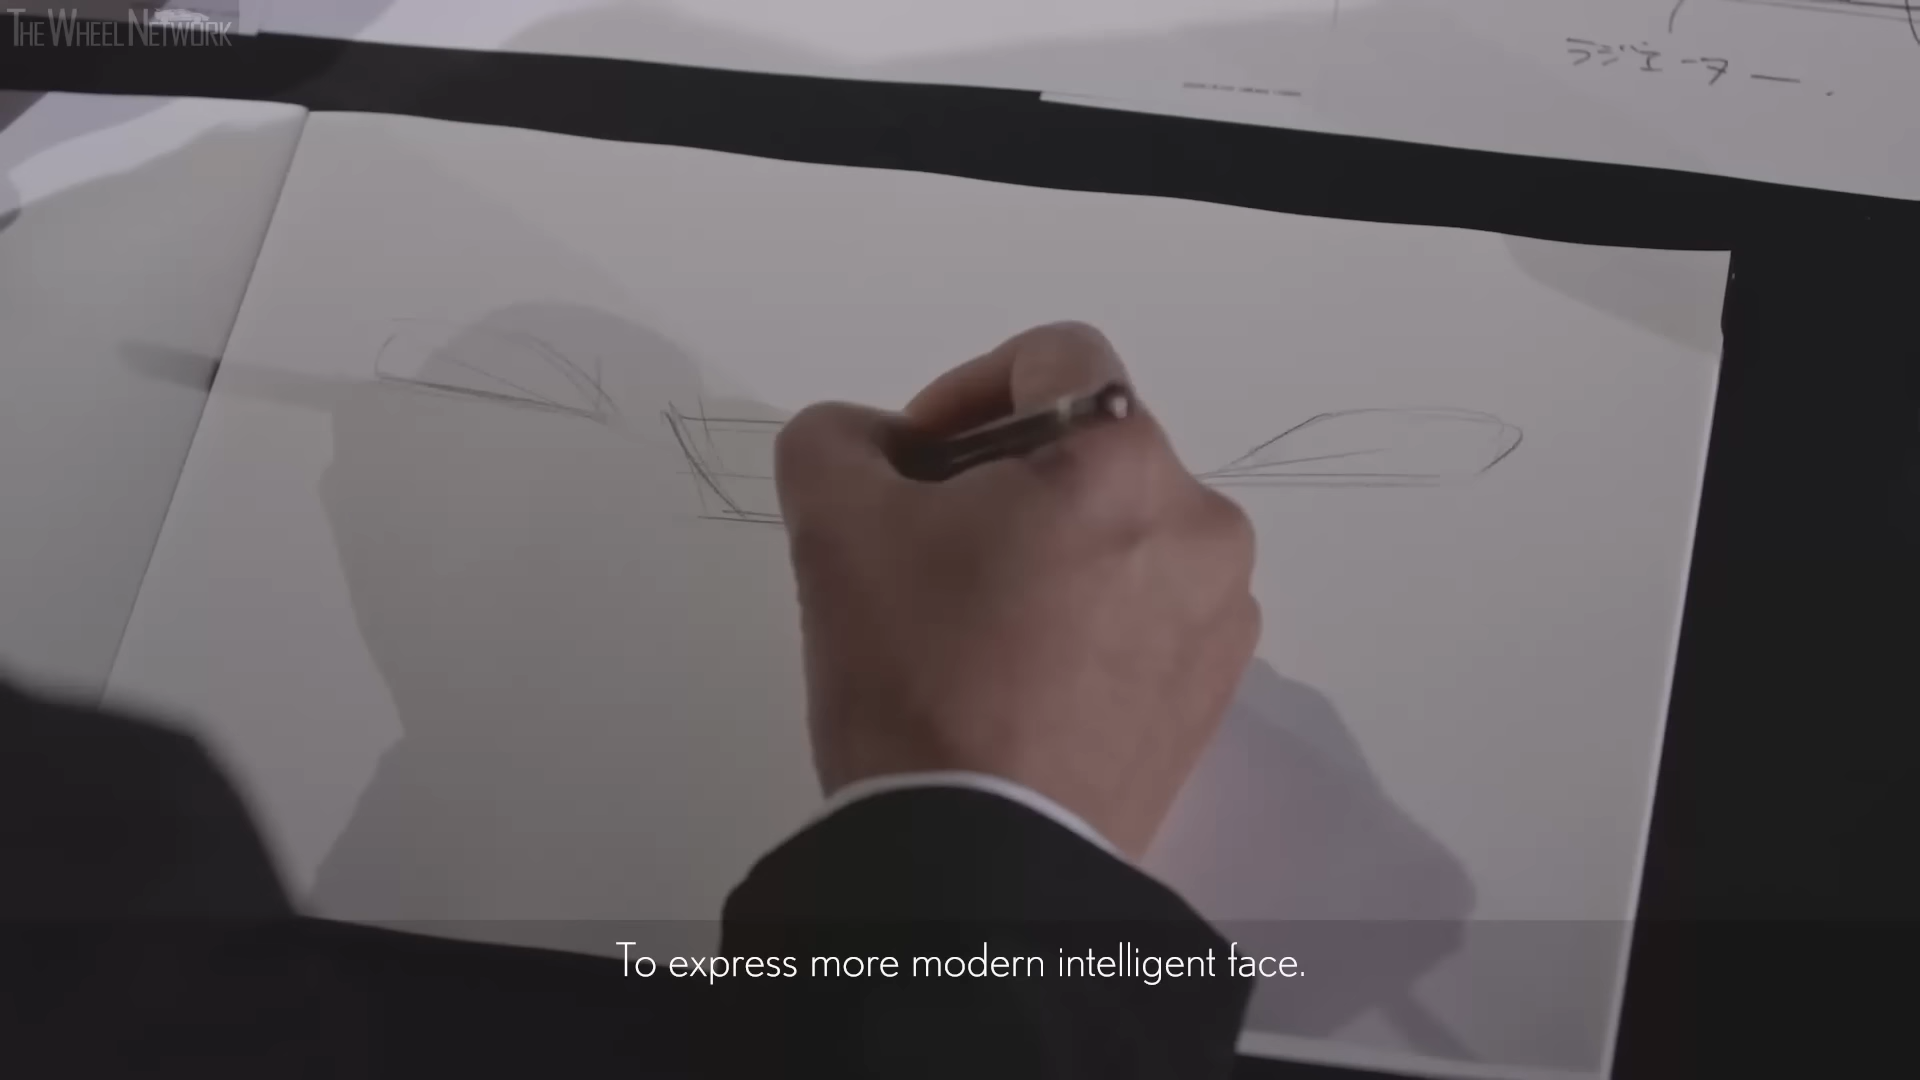 THE WHEEL NETWORK
ラジエーター
To express more modern intelligent face.